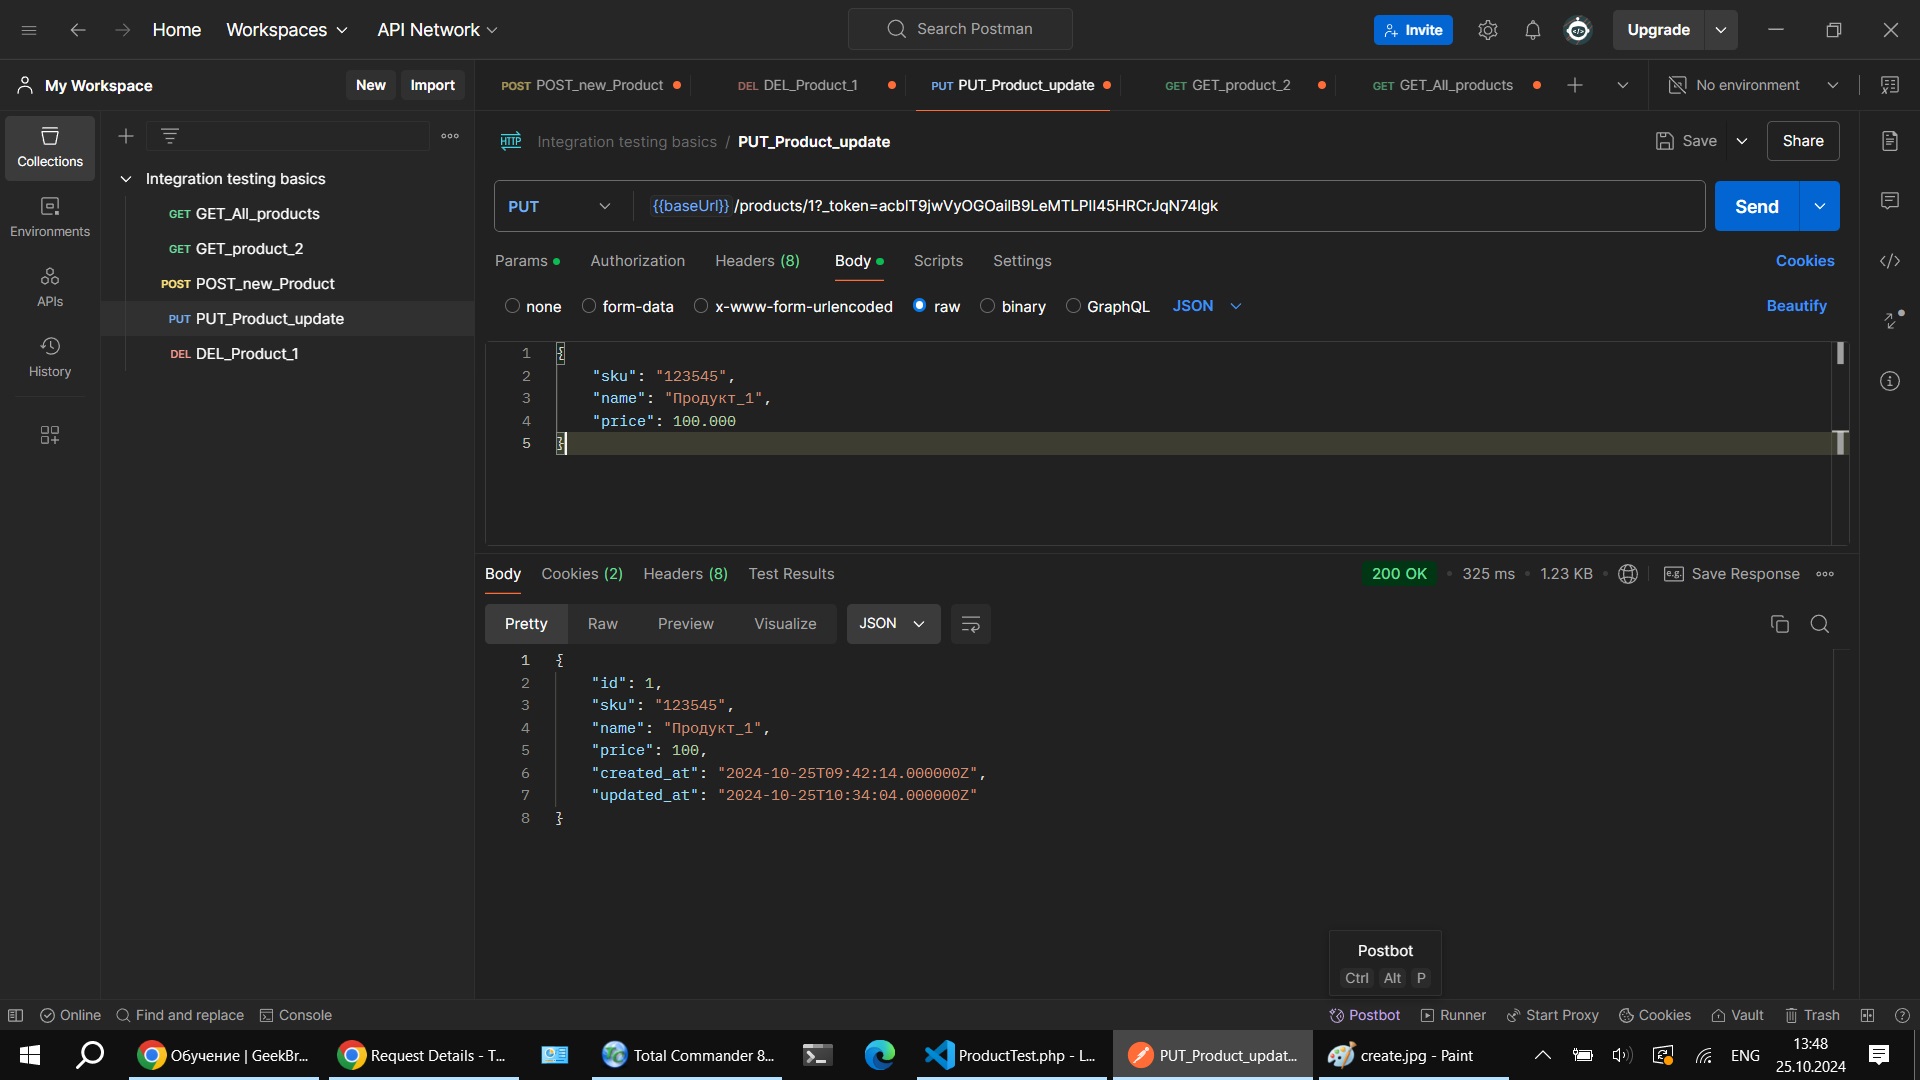 Home Workspaces API Network Search Postman Invite Upgrade
My Workspace New Import POST POST_new_Product DEL DEL_Product_1 PUT PUT_Product_update GET GET_product_2 GET GET_All_products No environment
Collections
Environments
APIs
History
Integration testing basics
GET GET_All_products
GET GET_product_2
POST POST_new_Product
PUT PUT_Product_update
DEL DEL_Product_1
HTTP Integration testing basics / PUT_Product_update Save Share
PUT {{baseUrl}} /products/1?_token= Send
Params Authorization Headers (8) Body Scripts Settings Cookies
none form-data x-www-form-urlencoded raw binary GraphQL JSON Beautify
1 {
2 "sku": "123545",
3 "name": "Продукт_1",
4 "price": 100.000
5 }
Body Cookies (2) Headers (8) Test Results 200 OK 325 ms 1.23 KB e.g. Save Response
Pretty Raw Preview Visualize JSON
1 {
2 "id": 1,
3 "sku": "123545",
4 "name": "Продукт_1",
5 "price": 100,
6 "created_at": "2024-10-25T09:42:14.000000Z",
7 "updated_at": "2024-10-25T10:34:04.000000Z"
8 }
Postbot
Ctrl Alt P
Online Find and replace Console Postbot Runner Start Proxy Cookies Vault Trash
Обучение | GeekBr... Request Details - T... Total Commander 8... ProductTest.php - L... PUT_Product_updat... create.jpg - Paint ENG 13:48
25.10.2024